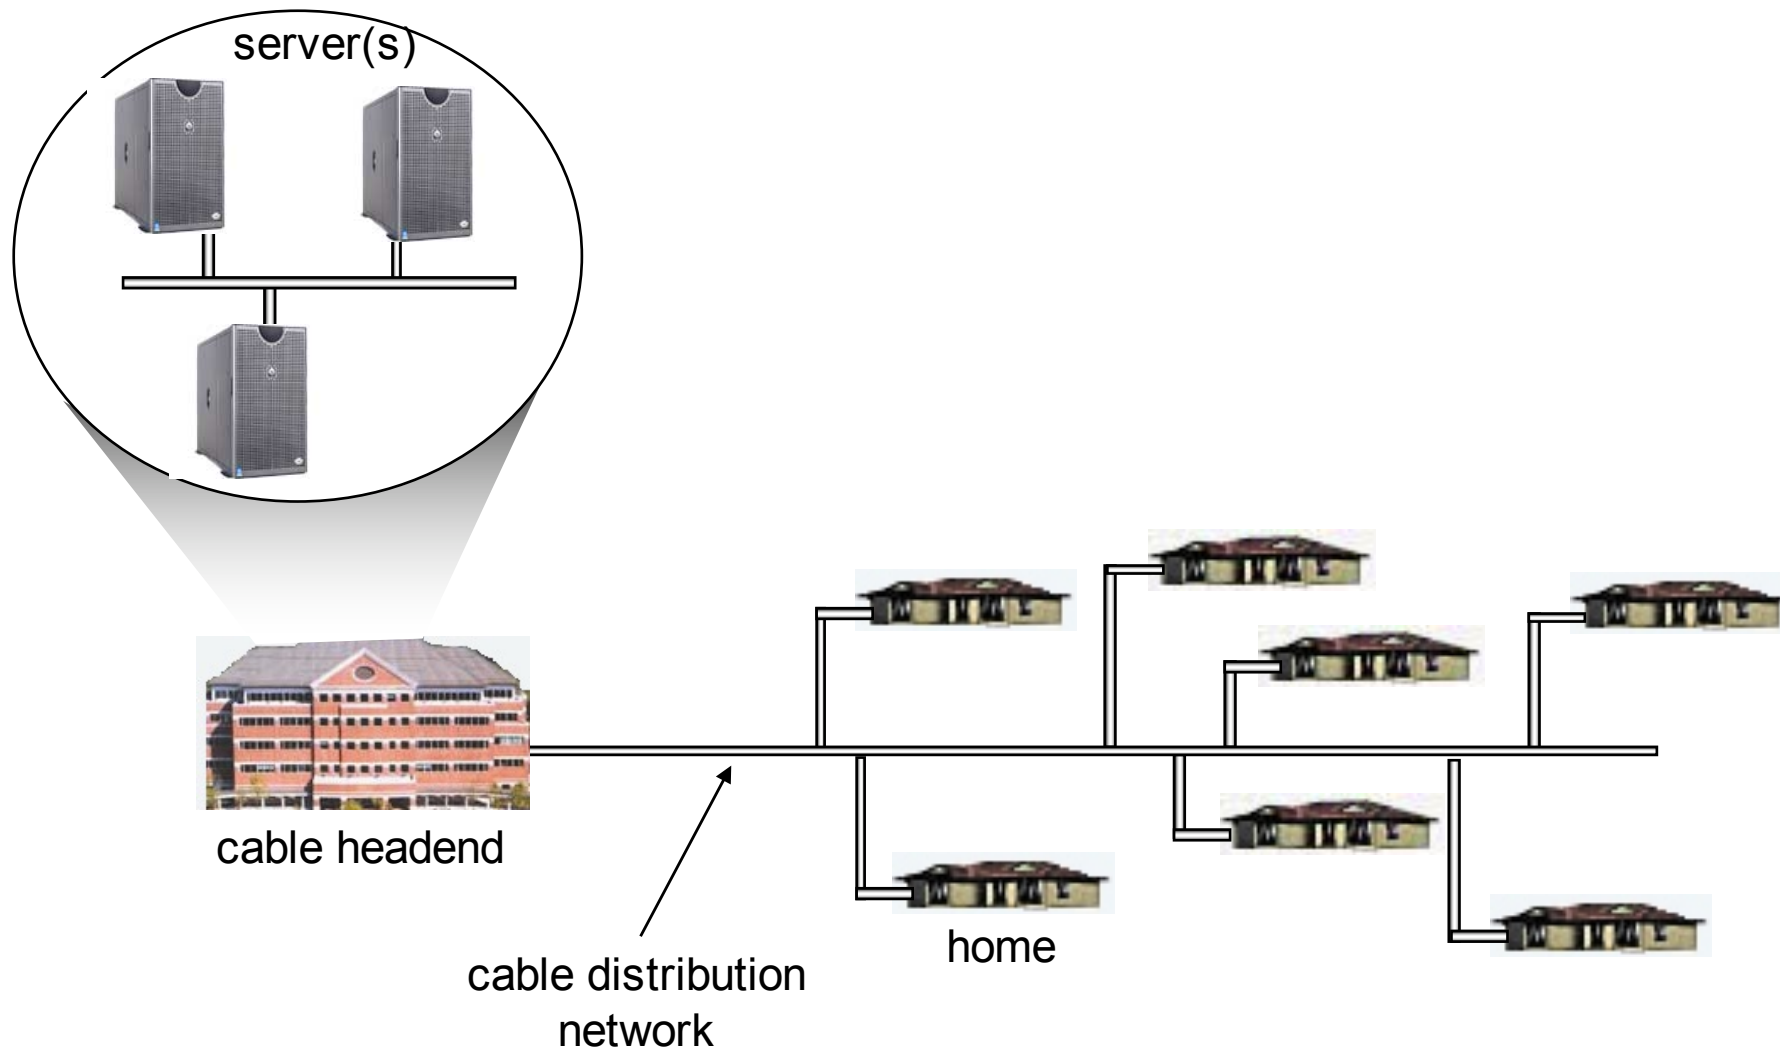 server(s)
cable headend
home
cable distribution
network